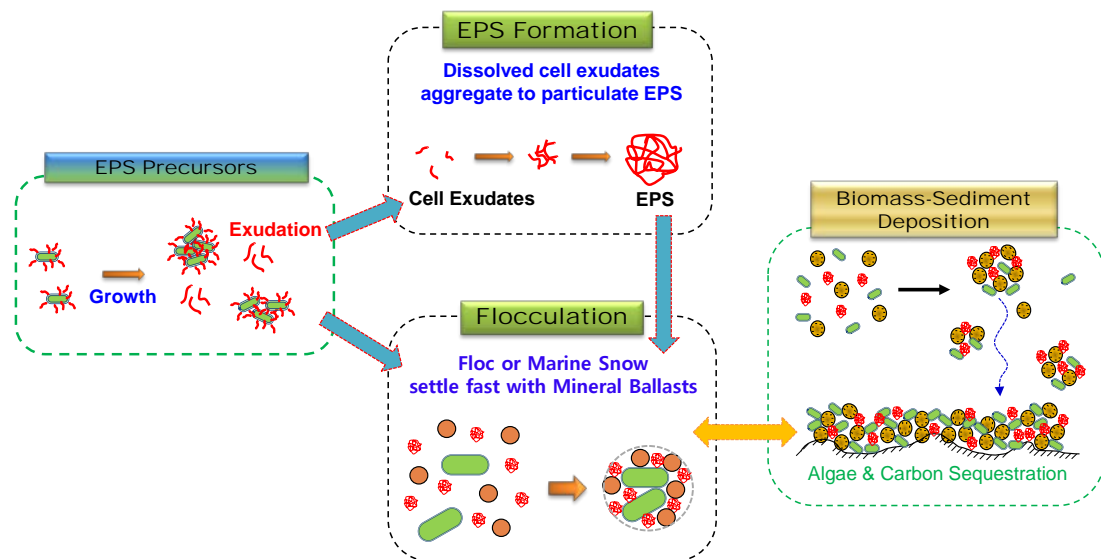 EPS Formation
Dissolved cell exudates
aggregate to particulate EPS
Cell Exudates
EPS
EPS Precursors
Exudation
Growth
Flocculation
Floc or Marine Snow
settle fast with Mineral Ballasts
Biomass-Sediment
Deposition
Algae & Carbon Sequestration